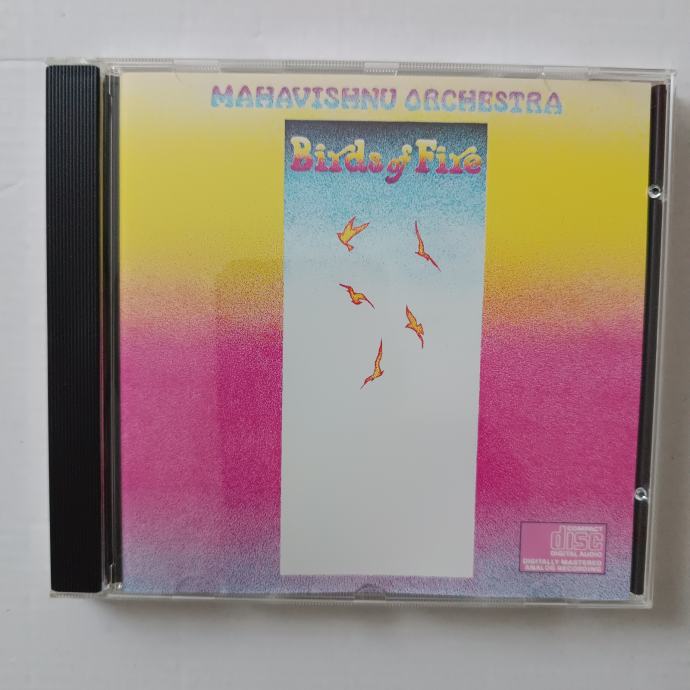 MAHAVISHNU ORCHESTRA
Birds of Fire
COMPACT
disc
DIGITAL AUDIO
DIGITALLY MASTERED
ANALOG RECORDING